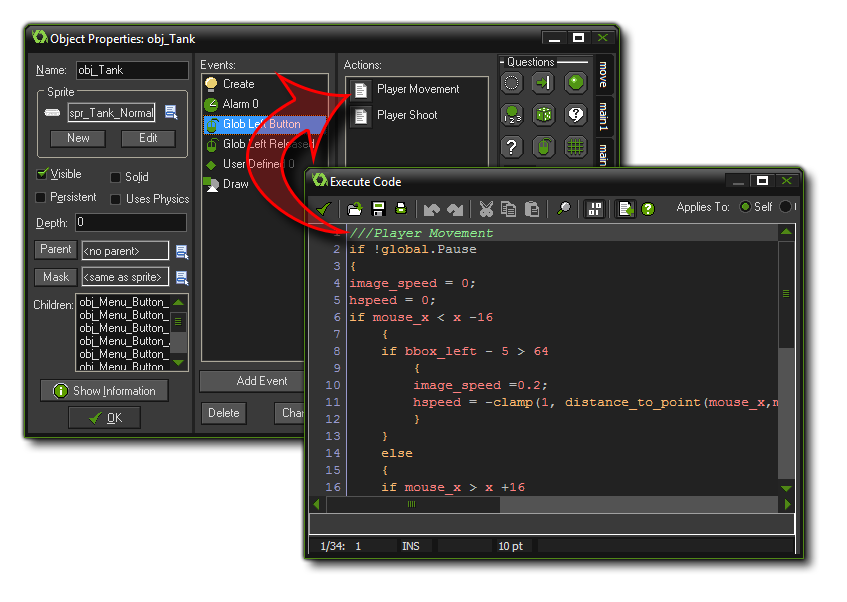 Object Properties: obj_Tank
Name: obj_Tank
Sprite
spr_Tank_Normal
New Edit
Visible Solid
Persistent Uses Physics
Depth: 0
Parent <no parent>
Mask <same as sprite>
Children: obj_Menu_Button_
obj_Menu_Button_
obj_Menu_Button_
obj_Menu_Button_
obj_Menu_Button_
obj_Menu_Button_
Show Information
OK
Events:
Create
Alarm 0
Glob Left Button
Glob Left Released
User Defined 0
Draw
Add Event
Delete Chan
Actions:
Player Movement
Player Shoot
Questions
1 2 3
?
?
move
main1
main
Execute Code
Applies To: Self
1 ///Player Movement
2 if !global.Pause
3 {
4 image_speed = 0;
5 hspeed = 0;
6 if mouse_x < x -16
7 {
8 if bbox_left - 5 > 64
9 {
10 image_speed =0.2;
11 hspeed = -clamp(1, distance_to_point(mouse_x,m
12 }
13 }
14 else
15 {
16 if mouse_x > x +16
1/34: 1 INS 10 pt